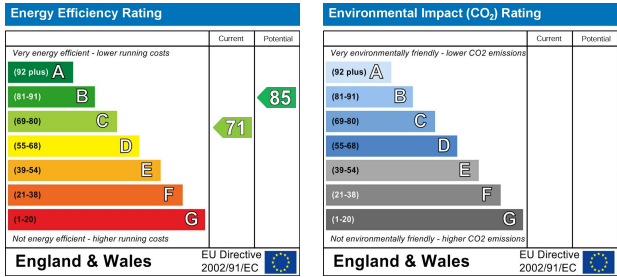 Energy Efficiency Rating
Current Potential
Very energy efficient - lower running costs
(92 plus) A
(81-91) B
85
(69-80) C
71
(55-68) D
(39-54) E
(21-38) F
(1-20) G
Not energy efficient - higher running costs
England & Wales
EU Directive
2002/91/EC
Environmental Impact (CO₂) Rating
Current Potential
Very environmentally friendly - lower CO2 emissions
(92 plus) A
(81-91) B
(69-80) C
(55-68) D
(39-54) E
(21-38) F
(1-20) G
Not environmentally friendly - higher CO2 emissions
England & Wales
EU Directive
2002/91/EC